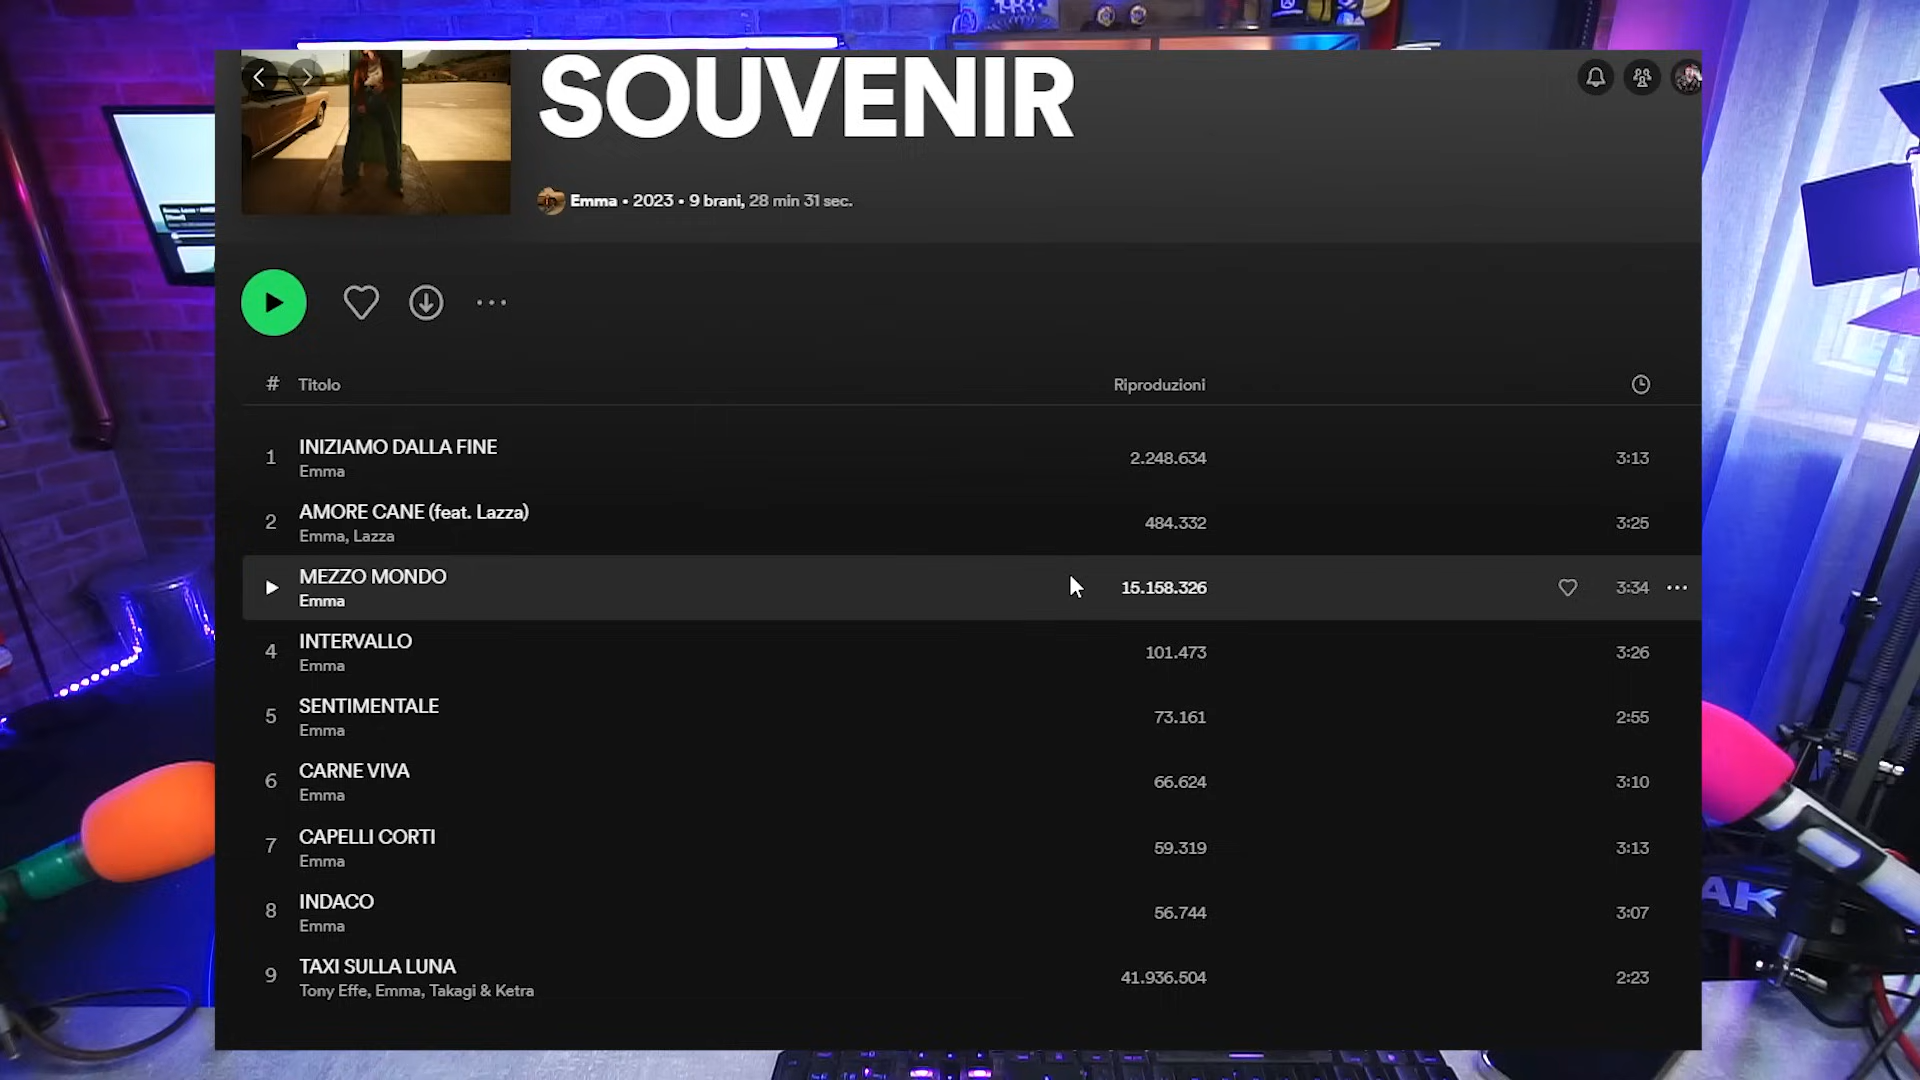 SOUVENIR
Emma • 2023 • 9 brani, 28 min 31 sec.
# Titolo Riproduzioni
1 INIZIAMO DALLA FINE 2.248.634 3:13
Emma
2 AMORE CANE (feat. Lazza) 484.332 3:25
Emma, Lazza
MEZZO MONDO 15.158.326 3:34
Emma
4 INTERVALLO 101.473 3:26
Emma
5 SENTIMENTALE 73.161 2:55
Emma
6 CARNE VIVA 66.624 3:10
Emma
7 CAPELLI CORTI 59.319 3:13
Emma
8 INDACO 56.744 3:07
Emma
9 TAXI SULLA LUNA 41.936.504 2:23
Tony Effe, Emma, Takagi & Ketra
AK